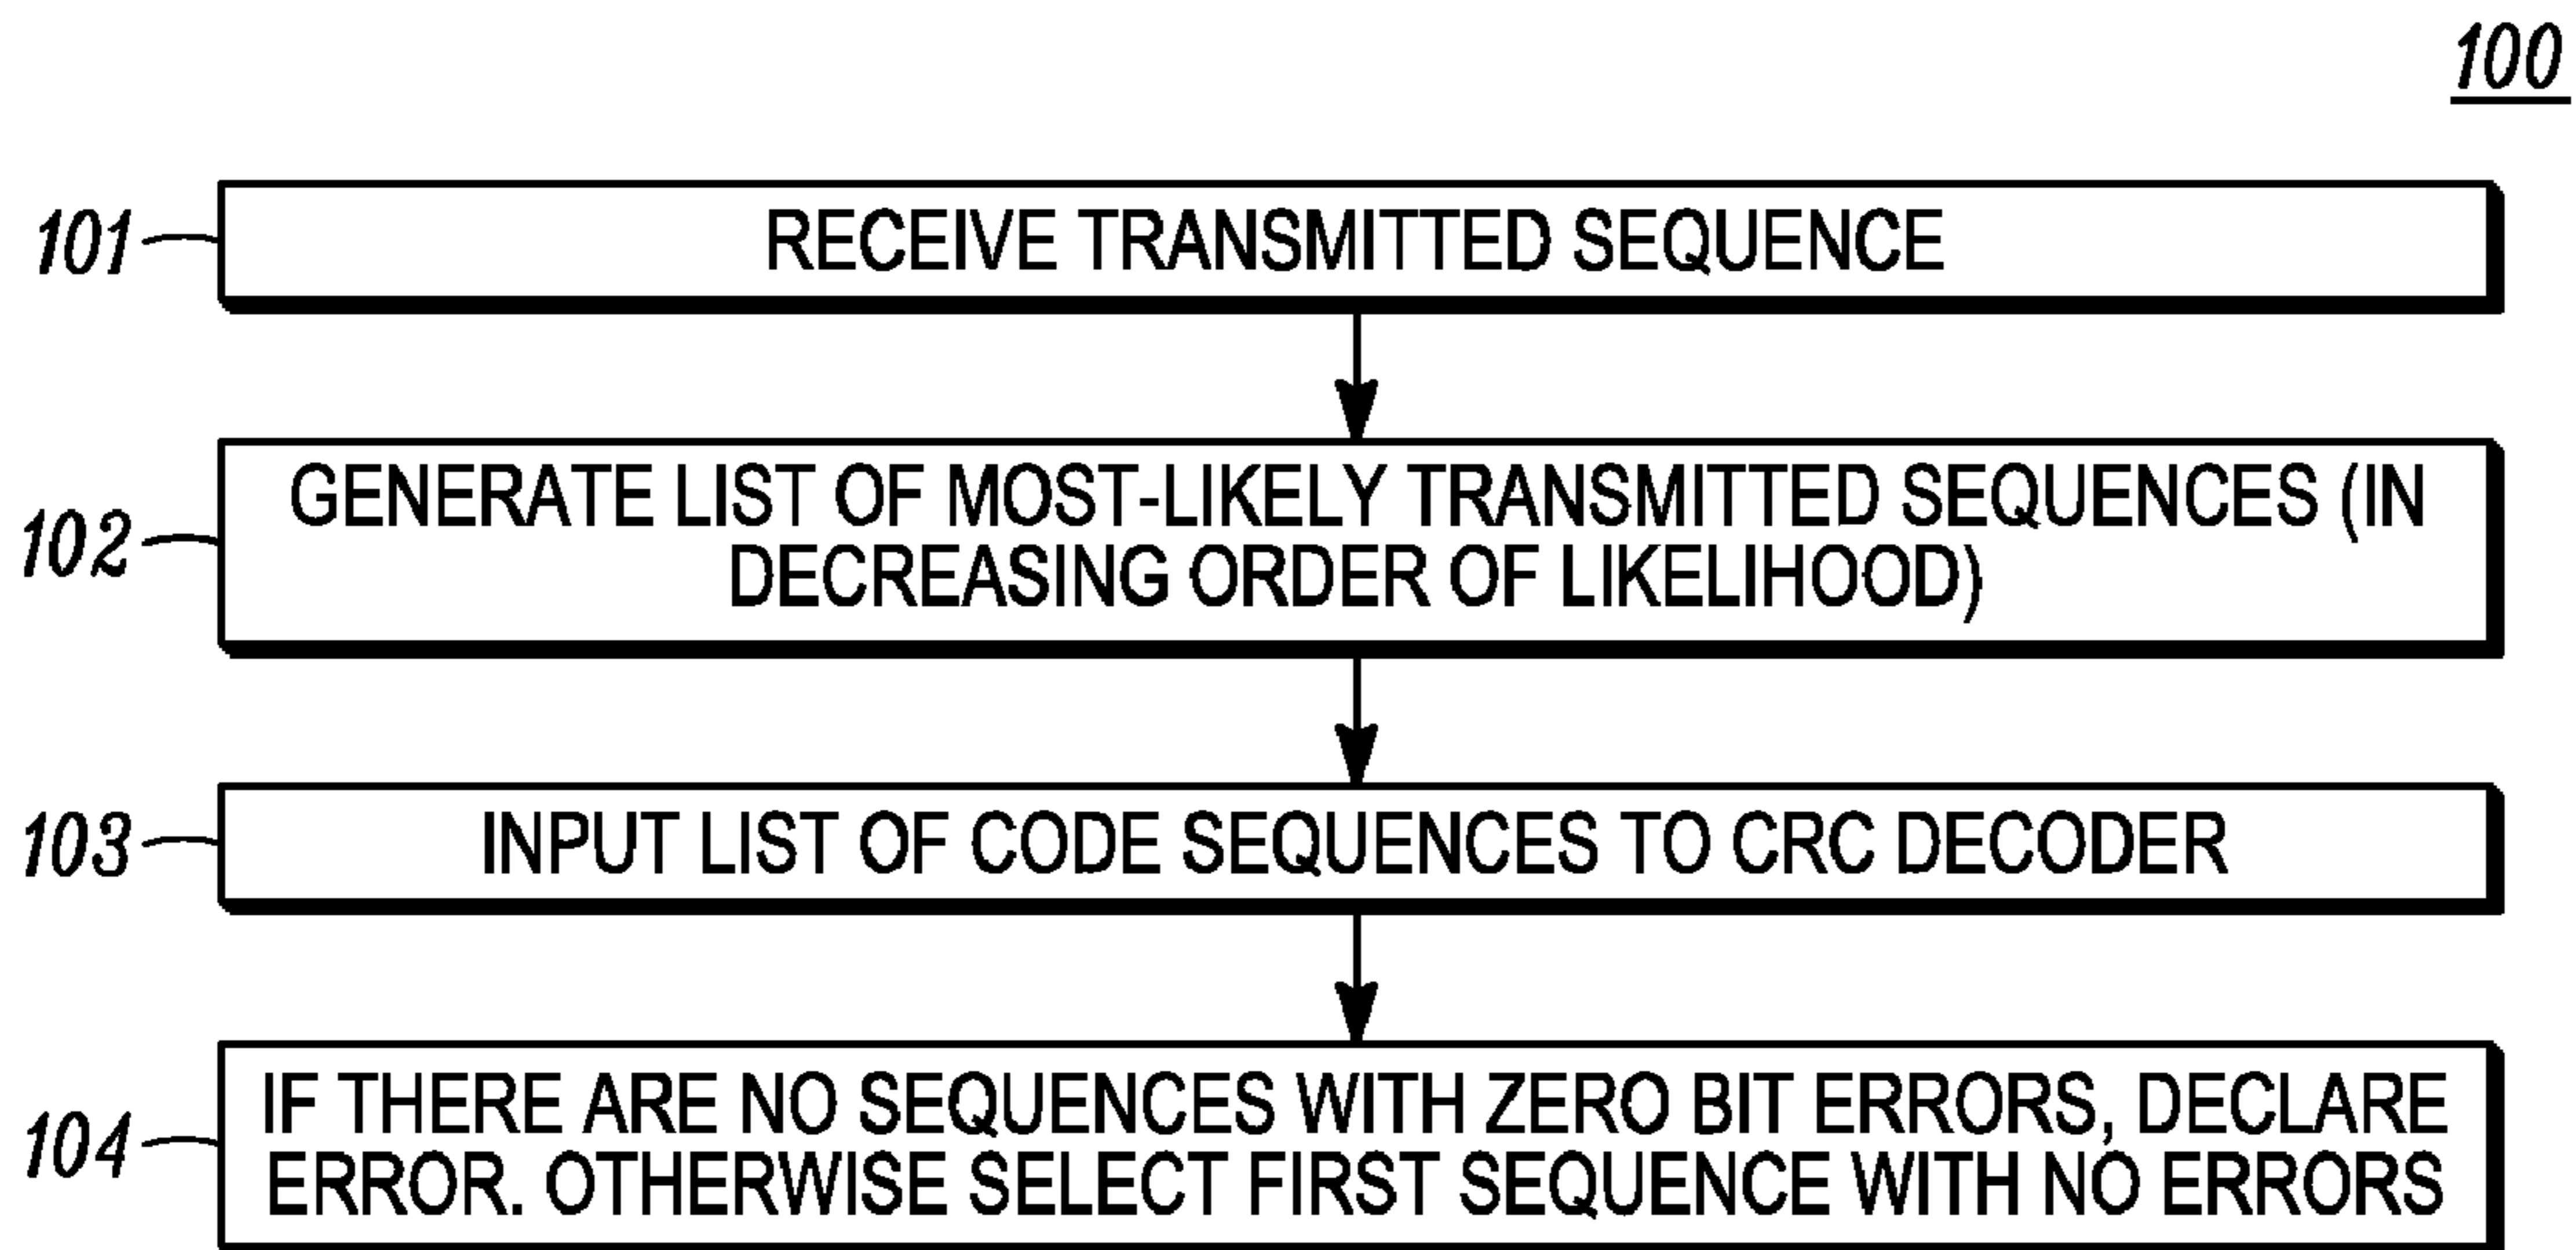 100
101
RECEIVE TRANSMITTED SEQUENCE
102
GENERATE LIST OF MOST-LIKELY TRANSMITTED SEQUENCES (IN
DECREASING ORDER OF LIKELIHOOD)
103
INPUT LIST OF CODE SEQUENCES TO CRC DECODER
104
IF THERE ARE NO SEQUENCES WITH ZERO BIT ERRORS, DECLARE
ERROR. OTHERWISE SELECT FIRST SEQUENCE WITH NO ERRORS